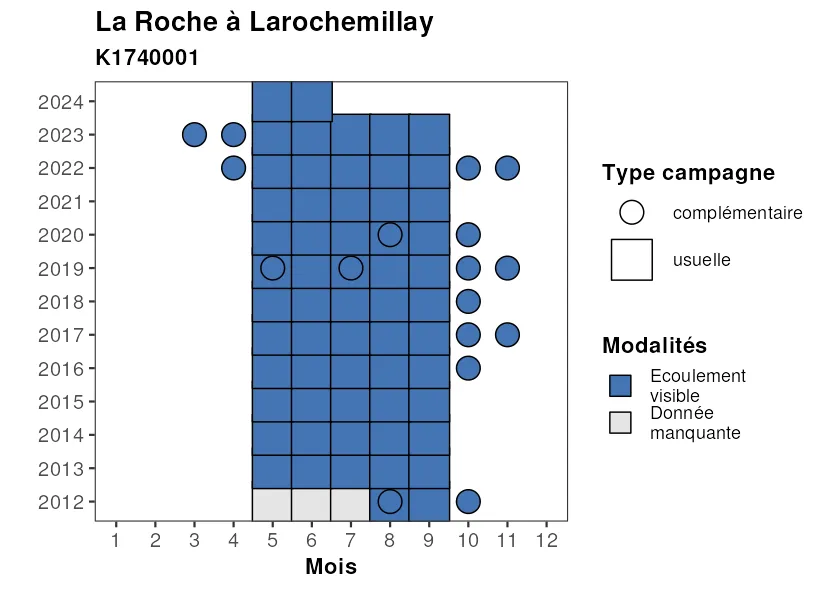 La Roche à Larochemillay
K1740001
2024
2023
2022
2021
2020
2019
2018
2017
2016
2015
2014
2013
2012
1 2 3 4 5 6 7 8 9 10 11 12
Mois
Type campagne
complémentaire
usuelle
Modalités
Ecoulement
visible
Donnée
manquante